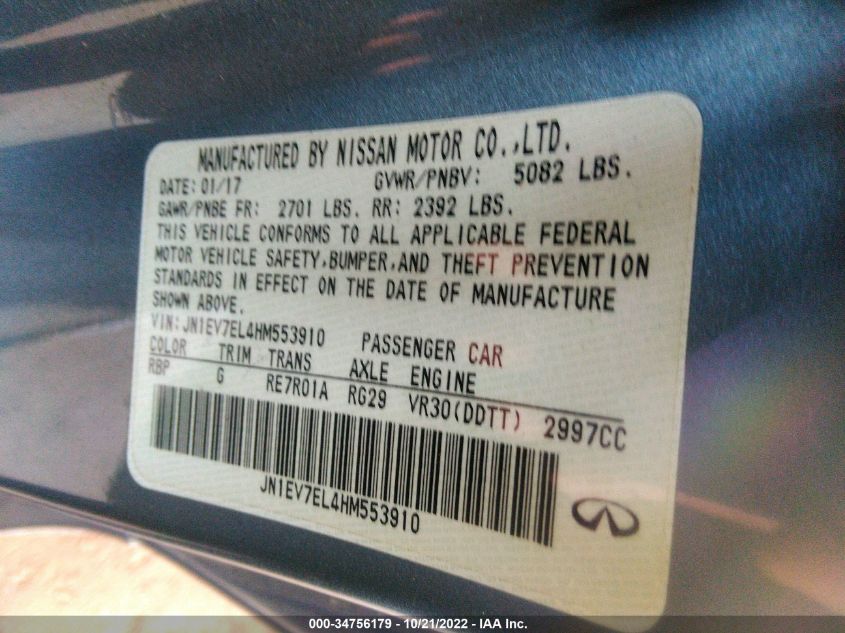 MANUFACTURED BY NISSAN MOTOR CO.,LTD.
DATE: 01/17 GVWR/PNBV: 5082 LBS.
GAWR/PNBE FR: 2701 LBS. RR: 2392 LBS.
THIS VEHICLE CONFORMS TO ALL APPLICABLE FEDERAL
MOTOR VEHICLE SAFETY,BUMPER,AND THEFT PREVENTION
STANDARDS IN EFFECT ON THE DATE OF MANUFACTURE
SHOWN ABOVE.
VIN:JN1EV7EL4HM553910 PASSENGER CAR
COLOR TRIM TRANS AXLE ENGINE
RBP G RE7R01A RG29 VR30(DDTT) 2997CC
JN1EV7EL4HM553910
000-34756179 - 10/21/2022 - IAA Inc.